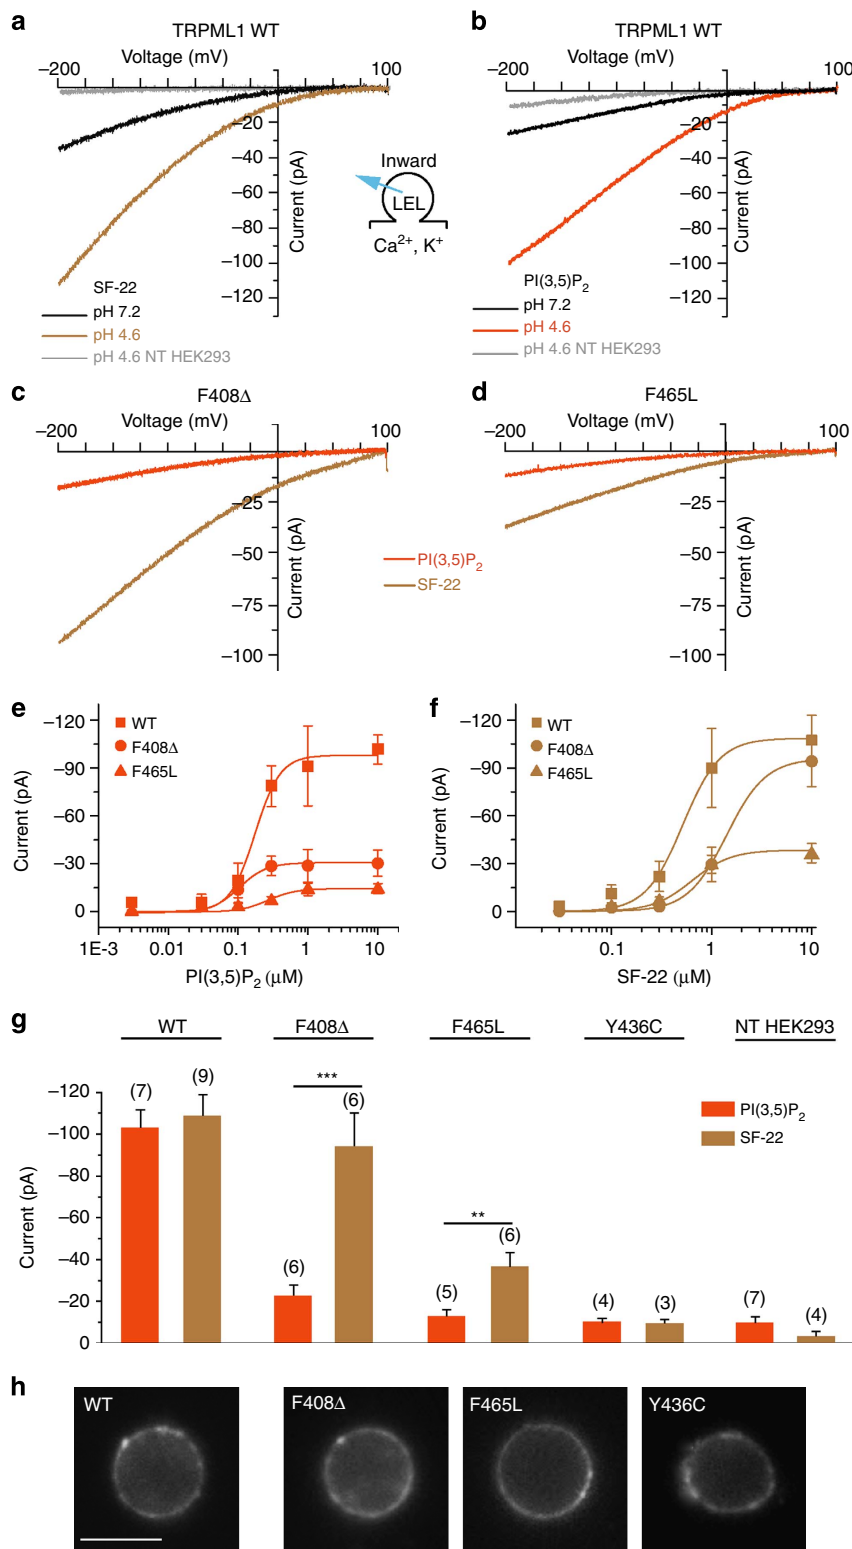 a
TRPML1 WT
Voltage (mV)
−200
100
−20
−40
−60
−80
−100
−120
Current (pA)
SF-22
pH 7.2
pH 4.6
pH 4.6 NT HEK293
Inward
LEL
Ca2+, K+
b
TRPML1 WT
Voltage (mV)
−200
100
−20
−40
−60
−80
−100
−120
Current (pA)
PI(3,5)P2
pH 7.2
pH 4.6
pH 4.6 NT HEK293
c
F408Δ
Voltage (mV)
−200
100
−25
−50
−75
−100
Current (pA)
PI(3,5)P2
SF-22
d
F465L
Voltage (mV)
−200
100
−25
−50
−75
−100
Current (pA)
e
WT
F408Δ
F465L
−120
−90
−60
−30
0
Current (pA)
1E-3 0.01 0.1 1 10
PI(3,5)P2 (μM)
f
WT
F408Δ
F465L
−120
−90
−60
−30
0
Current (pA)
0.1 1 10
SF-22 (μM)
g
WT F408Δ F465L Y436C NT HEK293
−120
−100
−80
−60
−40
−20
0
Current (pA)
(7) (9)
(6) *** (6)
(5) ** (6)
(4) (3)
(7) (4)
PI(3,5)P2
SF-22
h
WT
F408Δ
F465L
Y436C